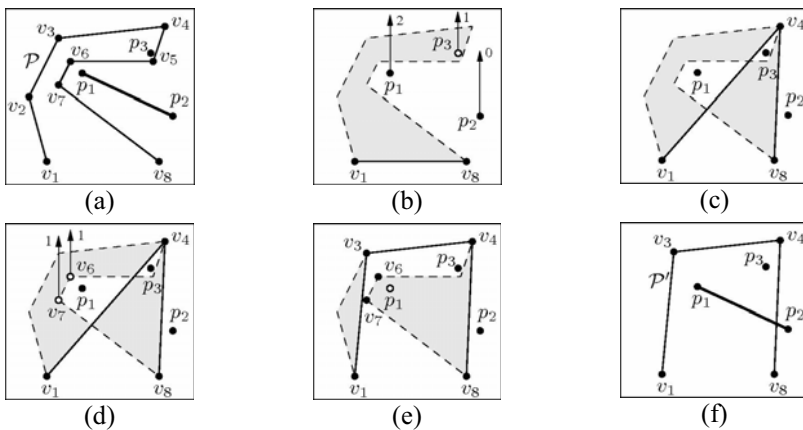 v3 v4 v6 p3 P v5 p1 v7 v2 p2 v1 v8
(a)
2 1 p3 0 p1 p2 v1 v8
(b)
v4 p3 p1 p2 v1 v8
(c)
1 1 v4 v6 p3 p1 v7 p2 v1 v8
(d)
v3 v4 v6 p3 p1 v7 p2 v1 v8
(e)
v4 v3 p3 P′ p1 p2 v1 v8
(f)